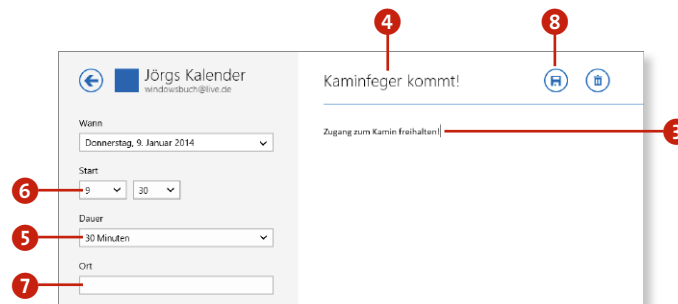 4
8
Jörgs Kalender
windowsbuch@live.de
Kaminfeger kommt!
Wann
Donnerstag, 9. Januar 2014
Zugang zum Kamin freihalten!
3
Start
6
9
30
Dauer
5
30 Minuten
Ort
7